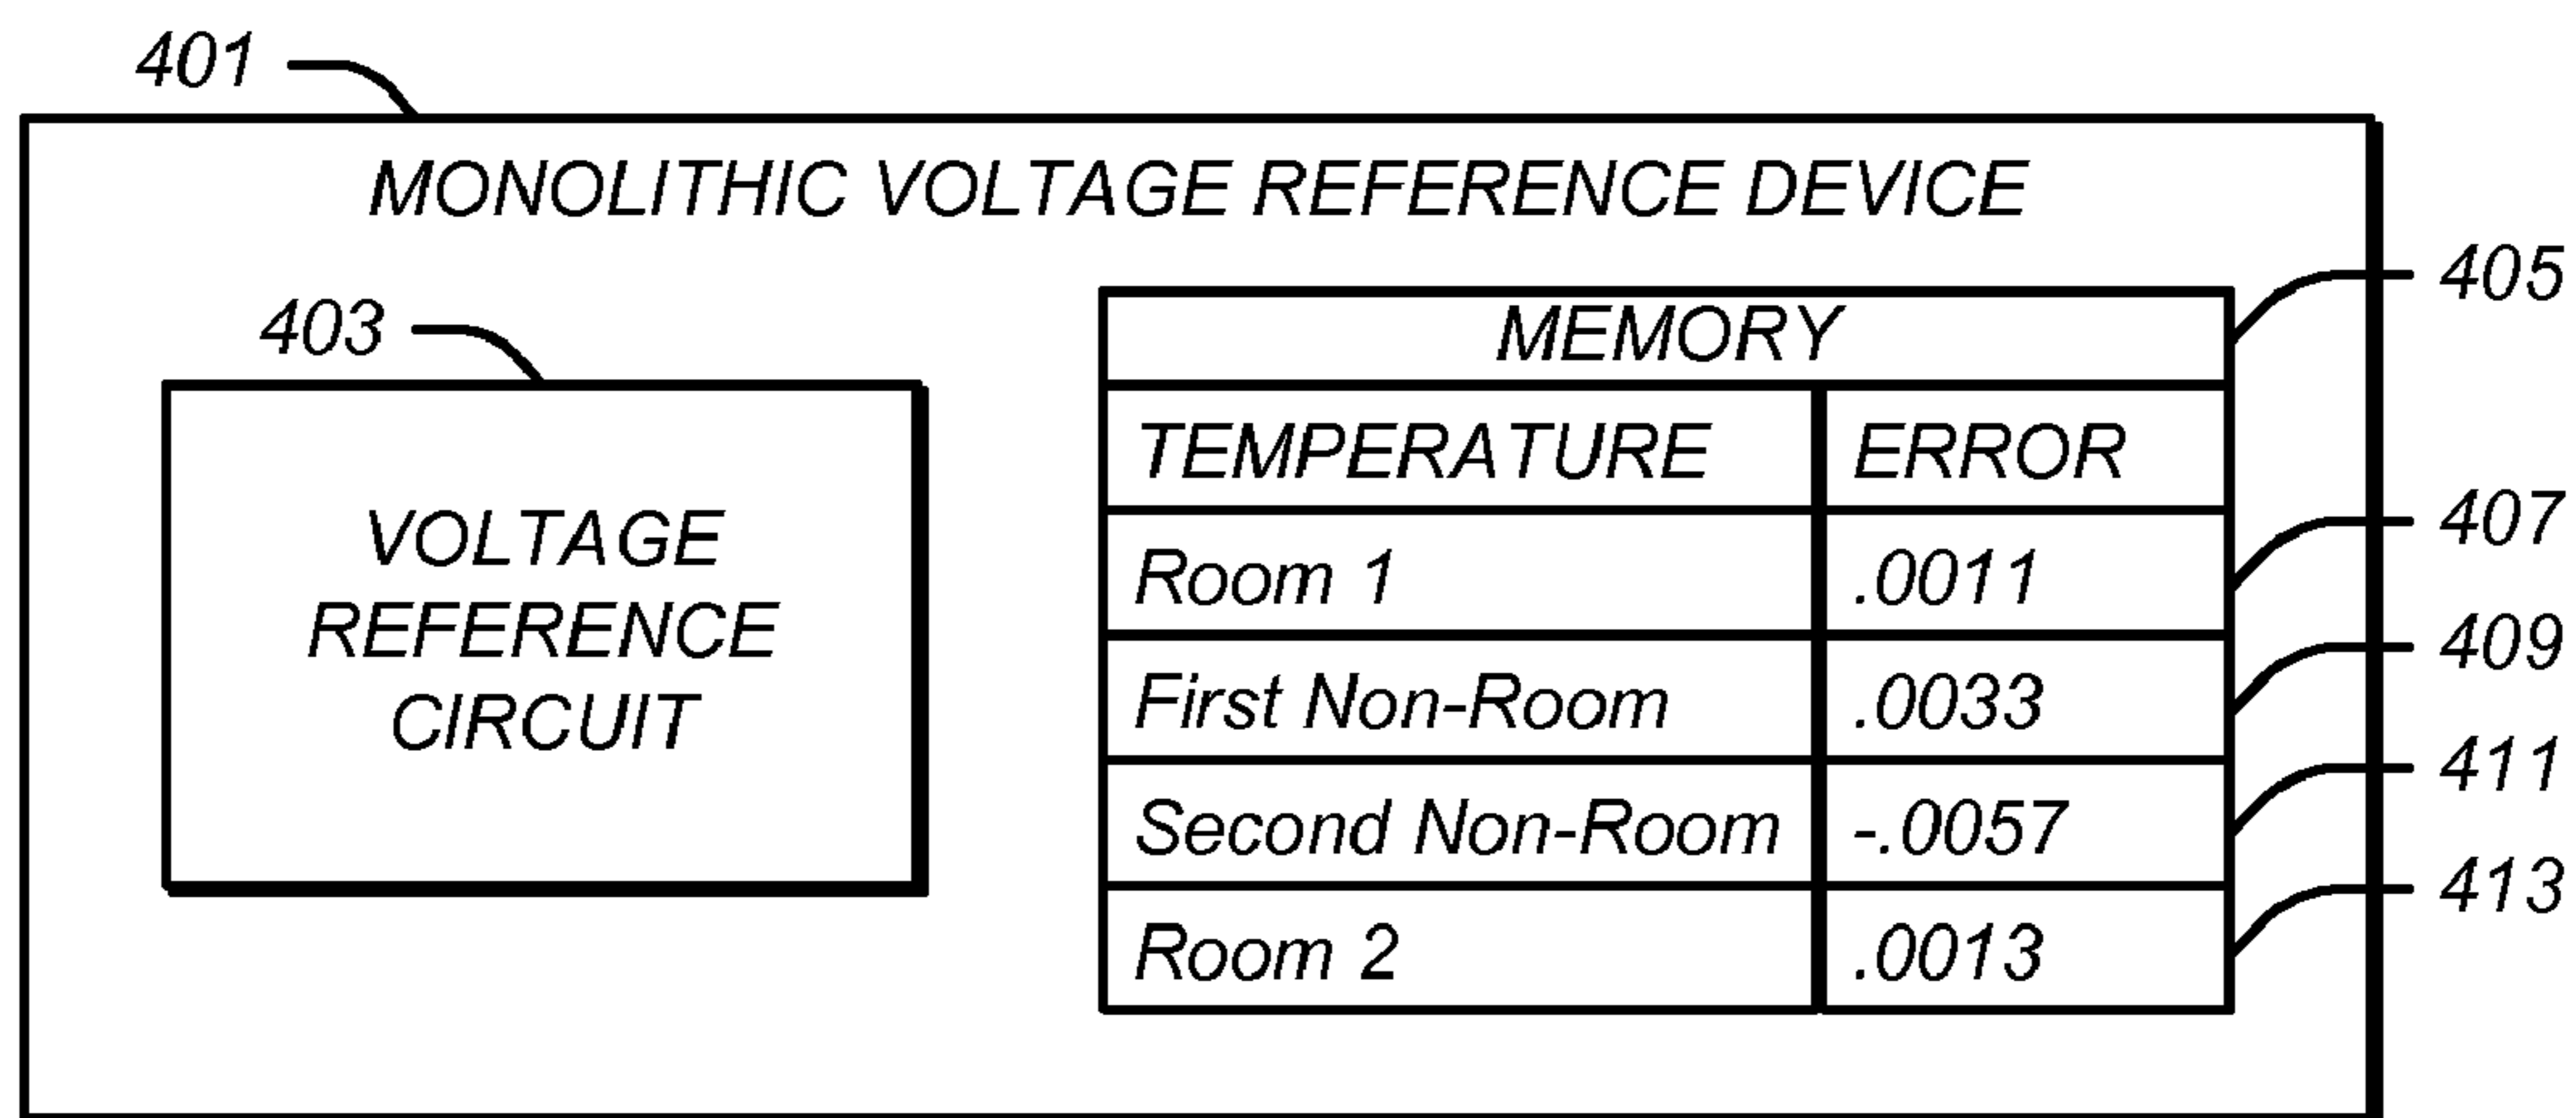 401
MONOLITHIC VOLTAGE REFERENCE DEVICE
405
403
MEMORY
TEMPERATURE ERROR
407
VOLTAGE
REFERENCE
CIRCUIT
Room 1 .0011
409
First Non-Room .0033
411
Second Non-Room -.0057
413
Room 2 .0013